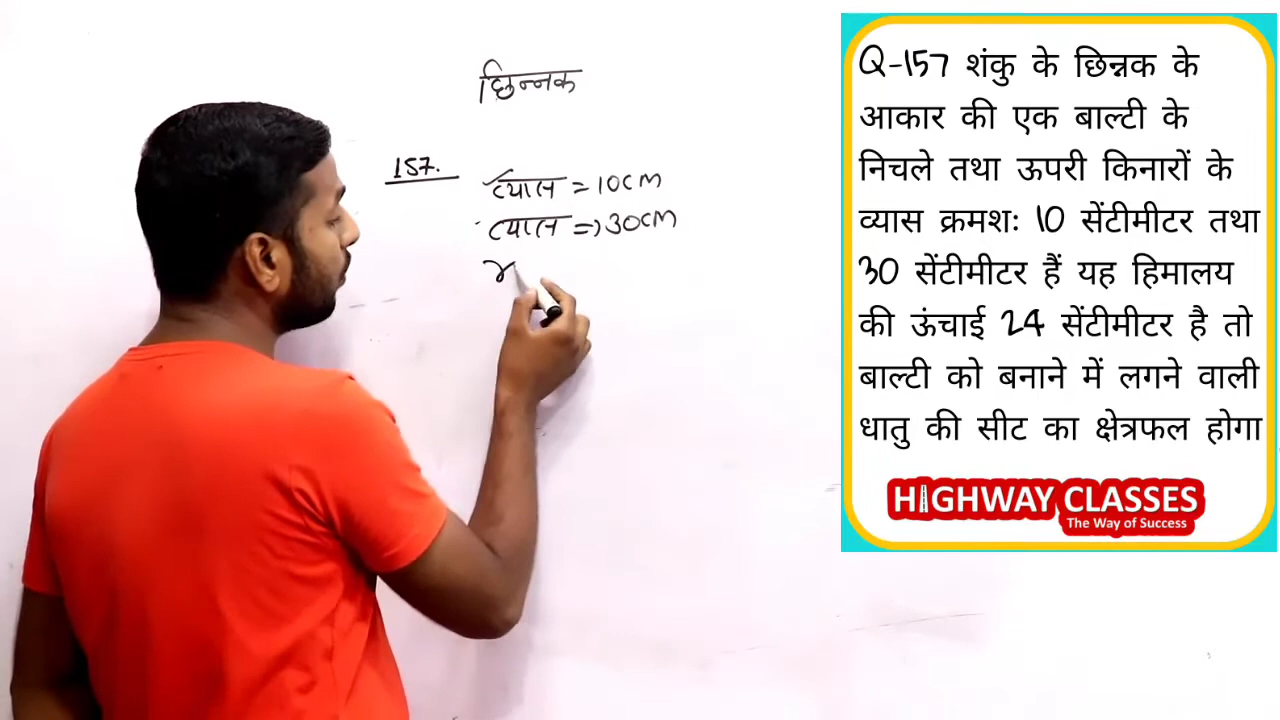 छिन्नक
157.
व्यास = 10CM
व्यास => 30CM
r
Q-157 शंकु के छिन्नक के
आकार की एक बाल्टी के
निचले तथा ऊपरी किनारों के
व्यास क्रमशः 10 सेंटीमीटर तथा
30 सेंटीमीटर हैं यह हिमालय
की ऊंचाई 24 सेंटीमीटर है तो
बाल्टी को बनाने में लगने वाली
धातु की सीट का क्षेत्रफल होगा
HIGHWAY CLASSES
The Way of Success